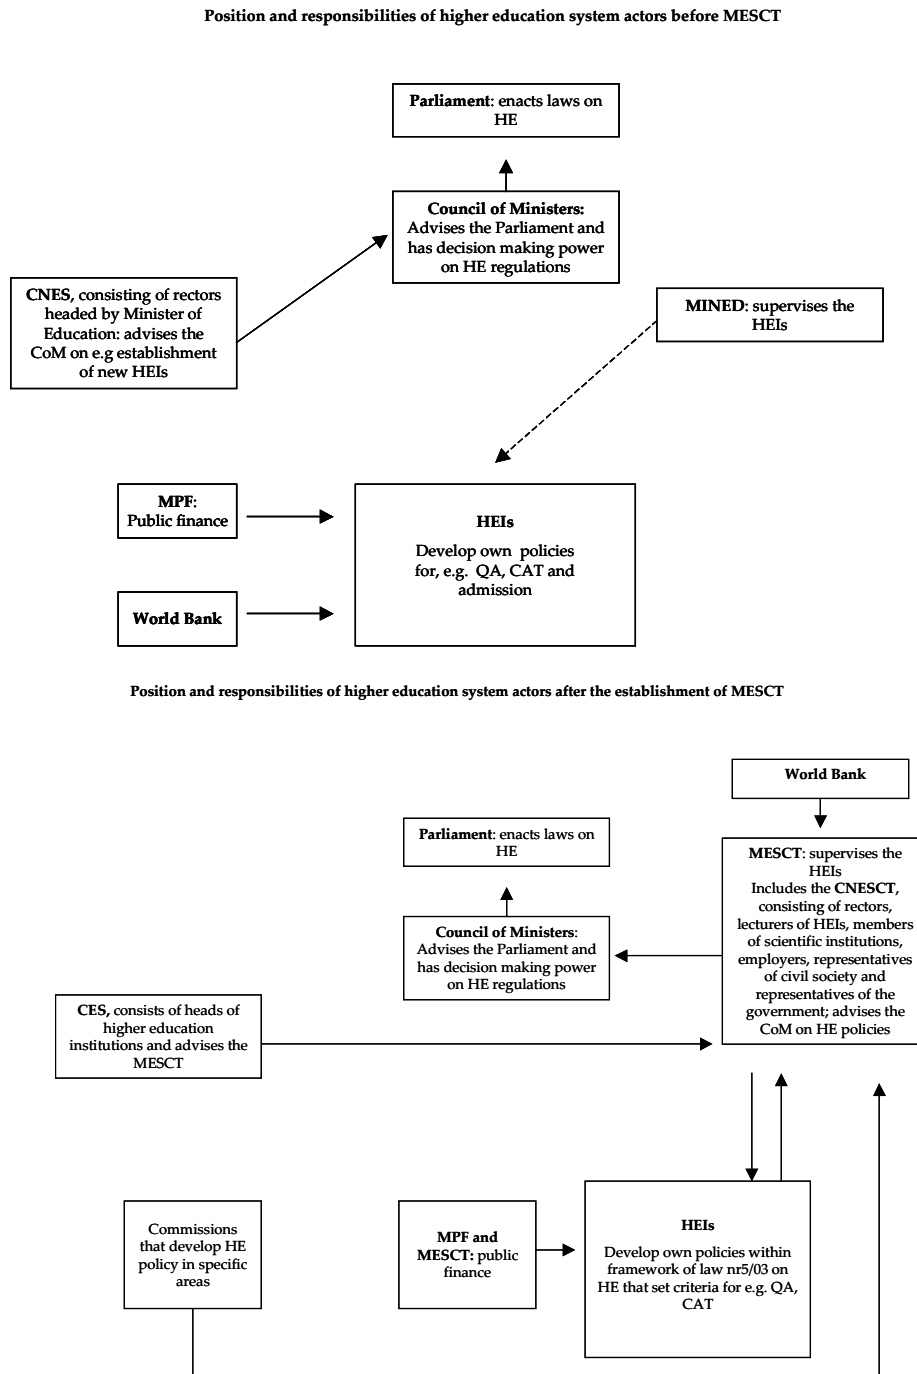 Position and responsibilities of higher education system actors before MESCT
Parliament: enacts laws on
HE
Council of Ministers:
Advises the Parliament and
has decision making power
on HE regulations
CNES, consisting of rectors
headed by Minister of
Education: advises the
CoM on e.g establishment
of new HEIs
MINED: supervises the
HEIs
MPF:
Public finance
HEIs
Develop own policies
for, e.g. QA, CAT and
admission
World Bank
Position and responsibilities of higher education system actors after the establishment of MESCT
World Bank
Parliament: enacts laws on
HE
MESCT: supervises the
HEIs
Includes the CNESCT,
consisting of rectors,
lecturers of HEIs, members
of scientific institutions,
employers, representatives
of civil society and
representatives of the
government; advises the
CoM on HE policies
Council of Ministers:
Advises the Parliament and
has decision making power
on HE regulations
CES, consists of heads of
higher education
institutions and advises the
MESCT
Commissions
that develop HE
policy in specific
areas
MPF and
MESCT: public
finance
HEIs
Develop own policies within
framework of law nr5/03 on
HE that set criteria for e.g. QA,
CAT